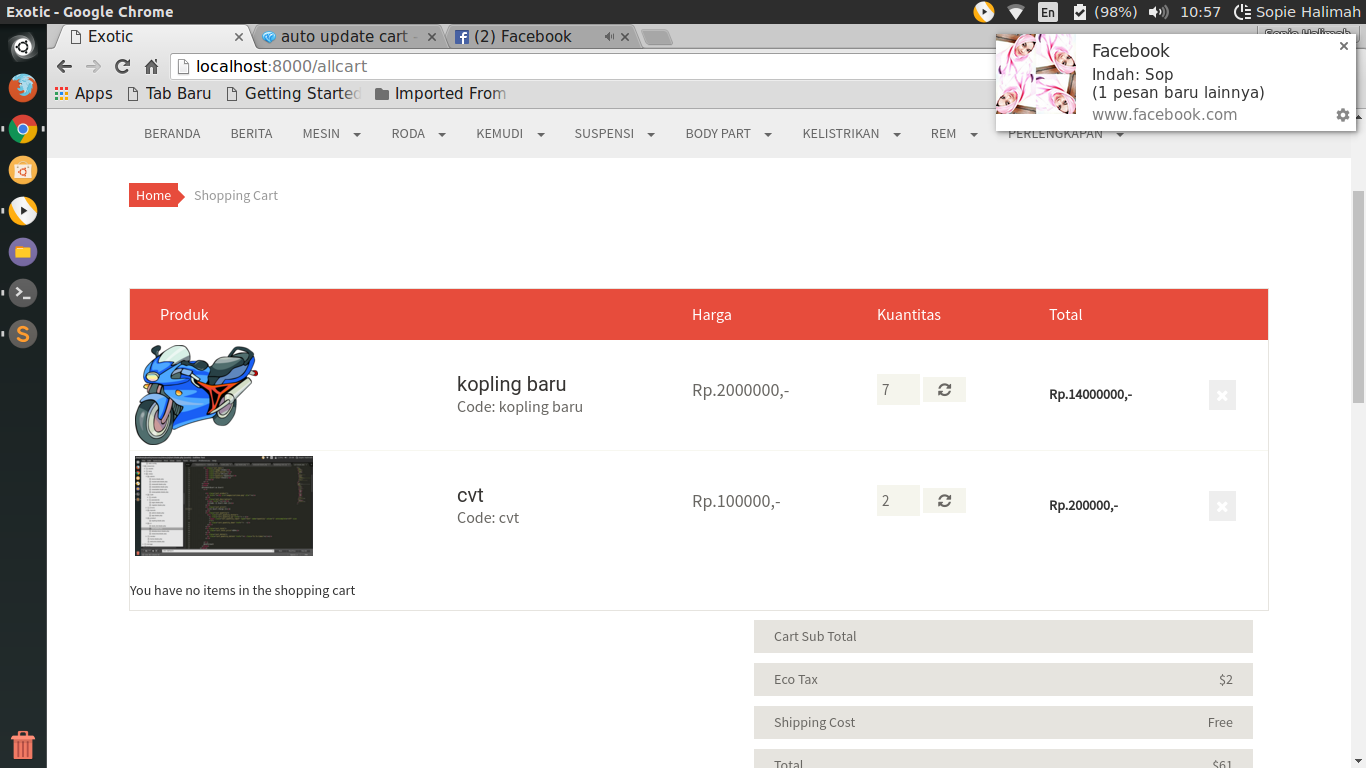 Exotic - Google Chrome
En
(98%)
10:57
Sopie Halimah
Exotic
auto update cart -
(2) Facebook
Sopie Halimah
localhost:8000/allcart
Apps
Tab Baru
Getting Started
Imported From
Facebook
Indah: Sop
(1 pesan baru lainnya)
www.facebook.com
BERANDA
BERITA
MESIN
RODA
KEMUDI
SUSPENSI
BODY PART
KELISTRIKAN
REM
PERLENGKAPAN
Home
Shopping Cart
Produk
Harga
Kuantitas
Total
kopling baru
Code: kopling baru
Rp.2000000,-
7
Rp.14000000,-
cvt
Code: cvt
Rp.100000,-
2
Rp.200000,-
You have no items in the shopping cart
Cart Sub Total
Eco Tax
$2
Shipping Cost
Free
Total
$61